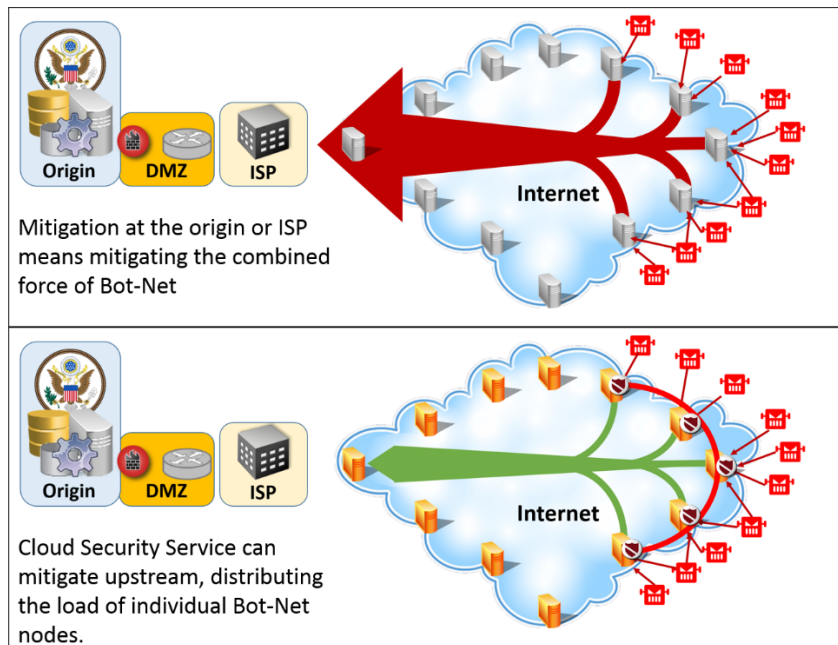 Origin
DMZ
ISP
Internet
Mitigation at the origin or ISP
means mitigating the combined
force of Bot-Net
Origin
DMZ
ISP
Internet
Cloud Security Service can
mitigate upstream, distributing
the load of individual Bot-Net
nodes.